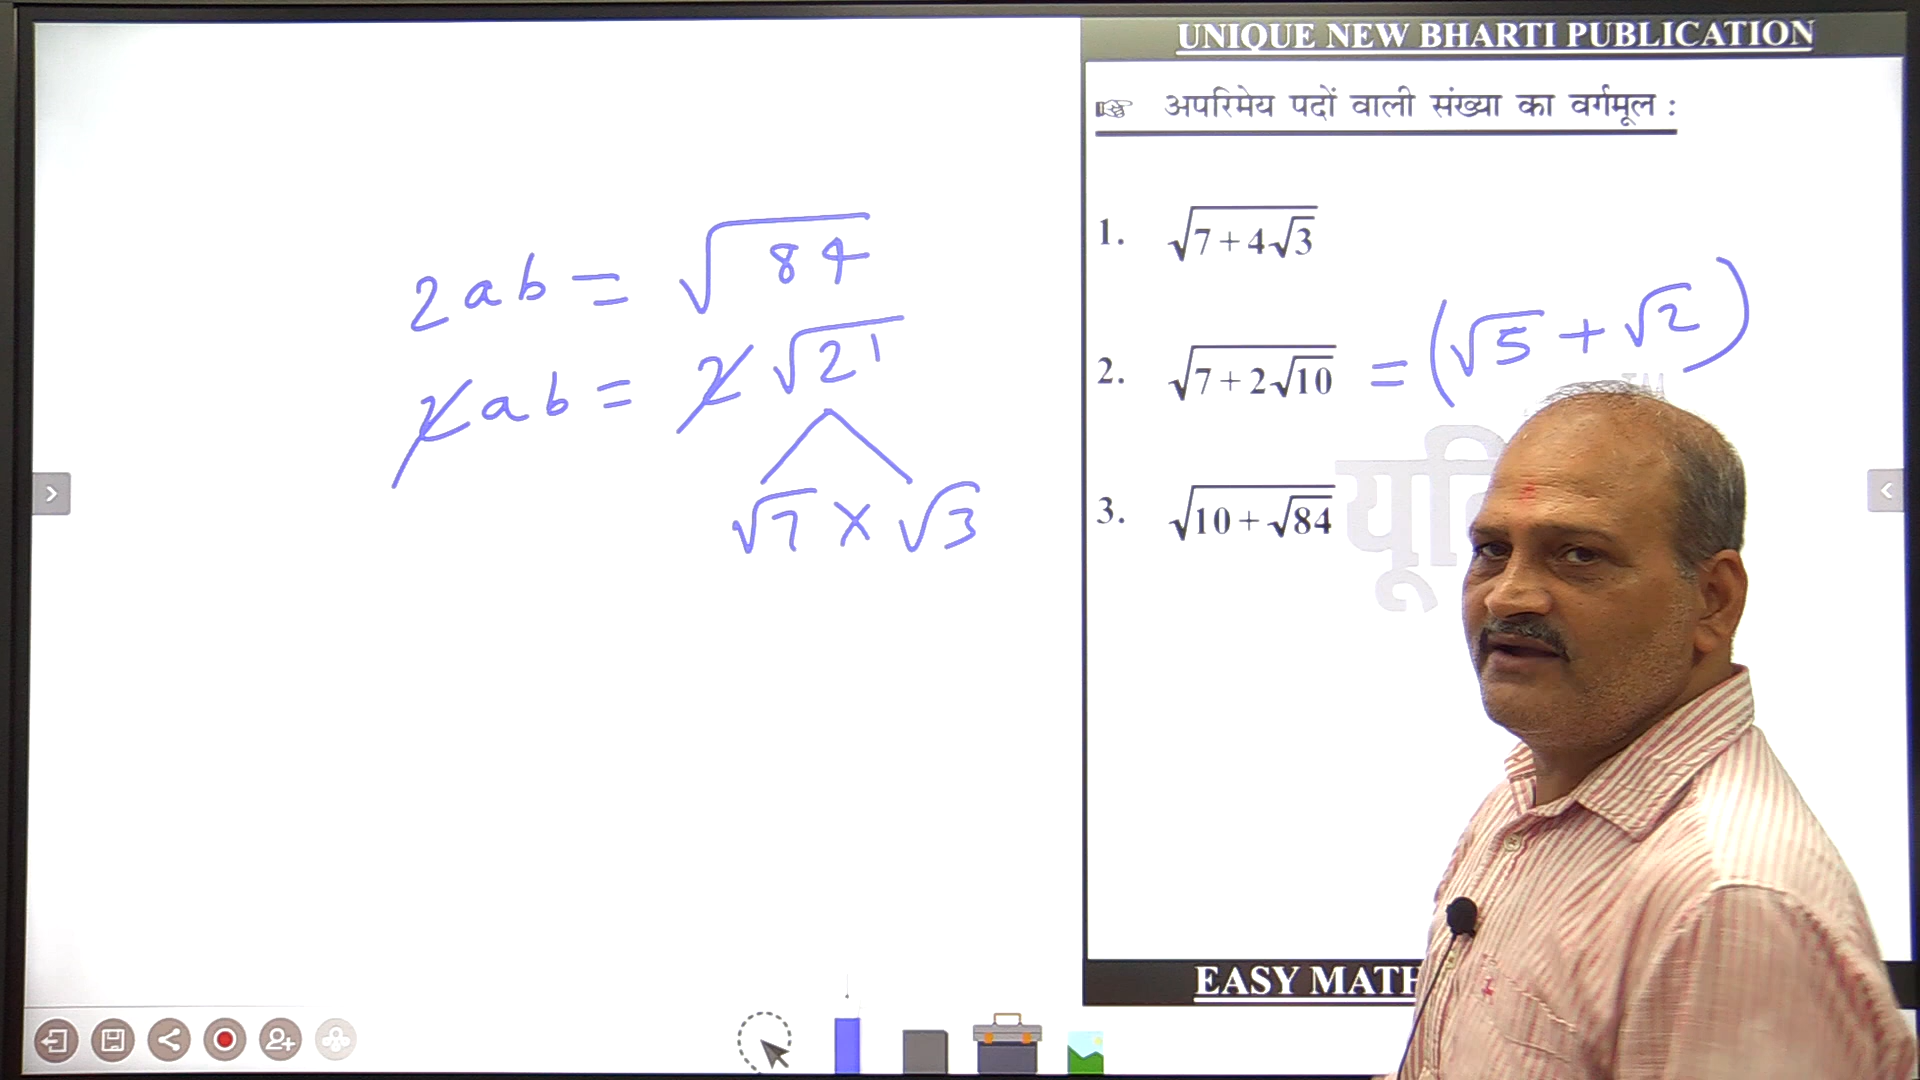 2ab = √84
2ab = 2√21
√7 × √3
UNIQUE NEW BHARTI PUBLICATION
☞ अपरिमेय पदों वाली संख्या का वर्गमूल :
1. √(7 + 4√3)
2. √(7 + 2√10) = (√5 + √2)
3. √(10 + √84)
TM
EASY MATH